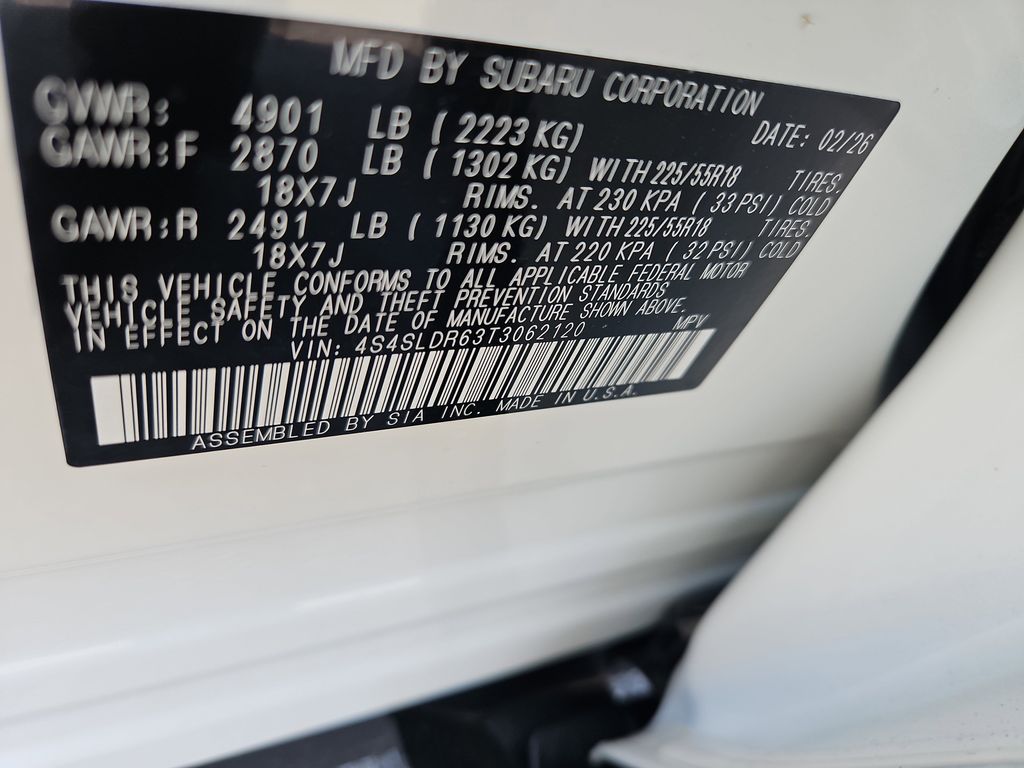 MFD BY SUBARU CORPORATION
GVWR: 4901 LB ( 2223 KG) DATE: 02/26
GAWR:F 2870 LB ( 1302 KG) WITH 225/55R18 TIRES.
18X7J RIMS. AT 230 KPA ( 33 PSI) COLD
GAWR:R 2491 LB ( 1130 KG) WITH 225/55R18 TIRES.
18X7J RIMS. AT 220 KPA ( 32 PSI) COLD
THIS VEHICLE CONFORMS TO ALL APPLICABLE FEDERAL MOTOR
VEHICLE SAFETY AND THEFT PREVENTION STANDARDS
IN EFFECT ON THE DATE OF MANUFACTURE SHOWN ABOVE.
VIN: 4S4SLDR63T3062120 MPV
ASSEMBLED BY SIA INC. MADE IN U.S.A.